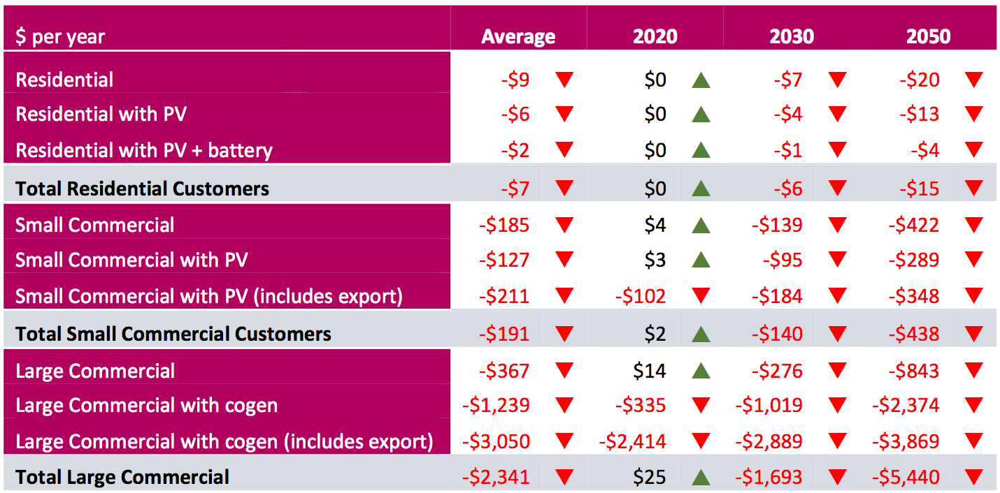 $ per year Average 2020 2030 2050
Residential -$9 ▼ $0 ▲ -$7 ▼ -$20 ▼
Residential with PV -$6 ▼ $0 ▲ -$4 ▼ -$13 ▼
Residential with PV + battery -$2 ▼ $0 ▲ -$1 ▼ -$4 ▼
Total Residential Customers -$7 ▼ $0 ▲ -$6 ▼ -$15 ▼
Small Commercial -$185 ▼ $4 ▲ -$139 ▼ -$422 ▼
Small Commercial with PV -$127 ▼ $3 ▲ -$95 ▼ -$289 ▼
Small Commercial with PV (includes export) -$211 ▼ -$102 ▼ -$184 ▼ -$348 ▼
Total Small Commercial Customers -$191 ▼ $2 ▲ -$140 ▼ -$438 ▼
Large Commercial -$367 ▼ $14 ▲ -$276 ▼ -$843 ▼
Large Commercial with cogen -$1,239 ▼ -$335 ▼ -$1,019 ▼ -$2,374 ▼
Large Commercial with cogen (includes export) -$3,050 ▼ -$2,414 ▼ -$2,889 ▼ -$3,869 ▼
Total Large Commercial -$2,341 ▼ $25 ▲ -$1,693 ▼ -$5,440 ▼